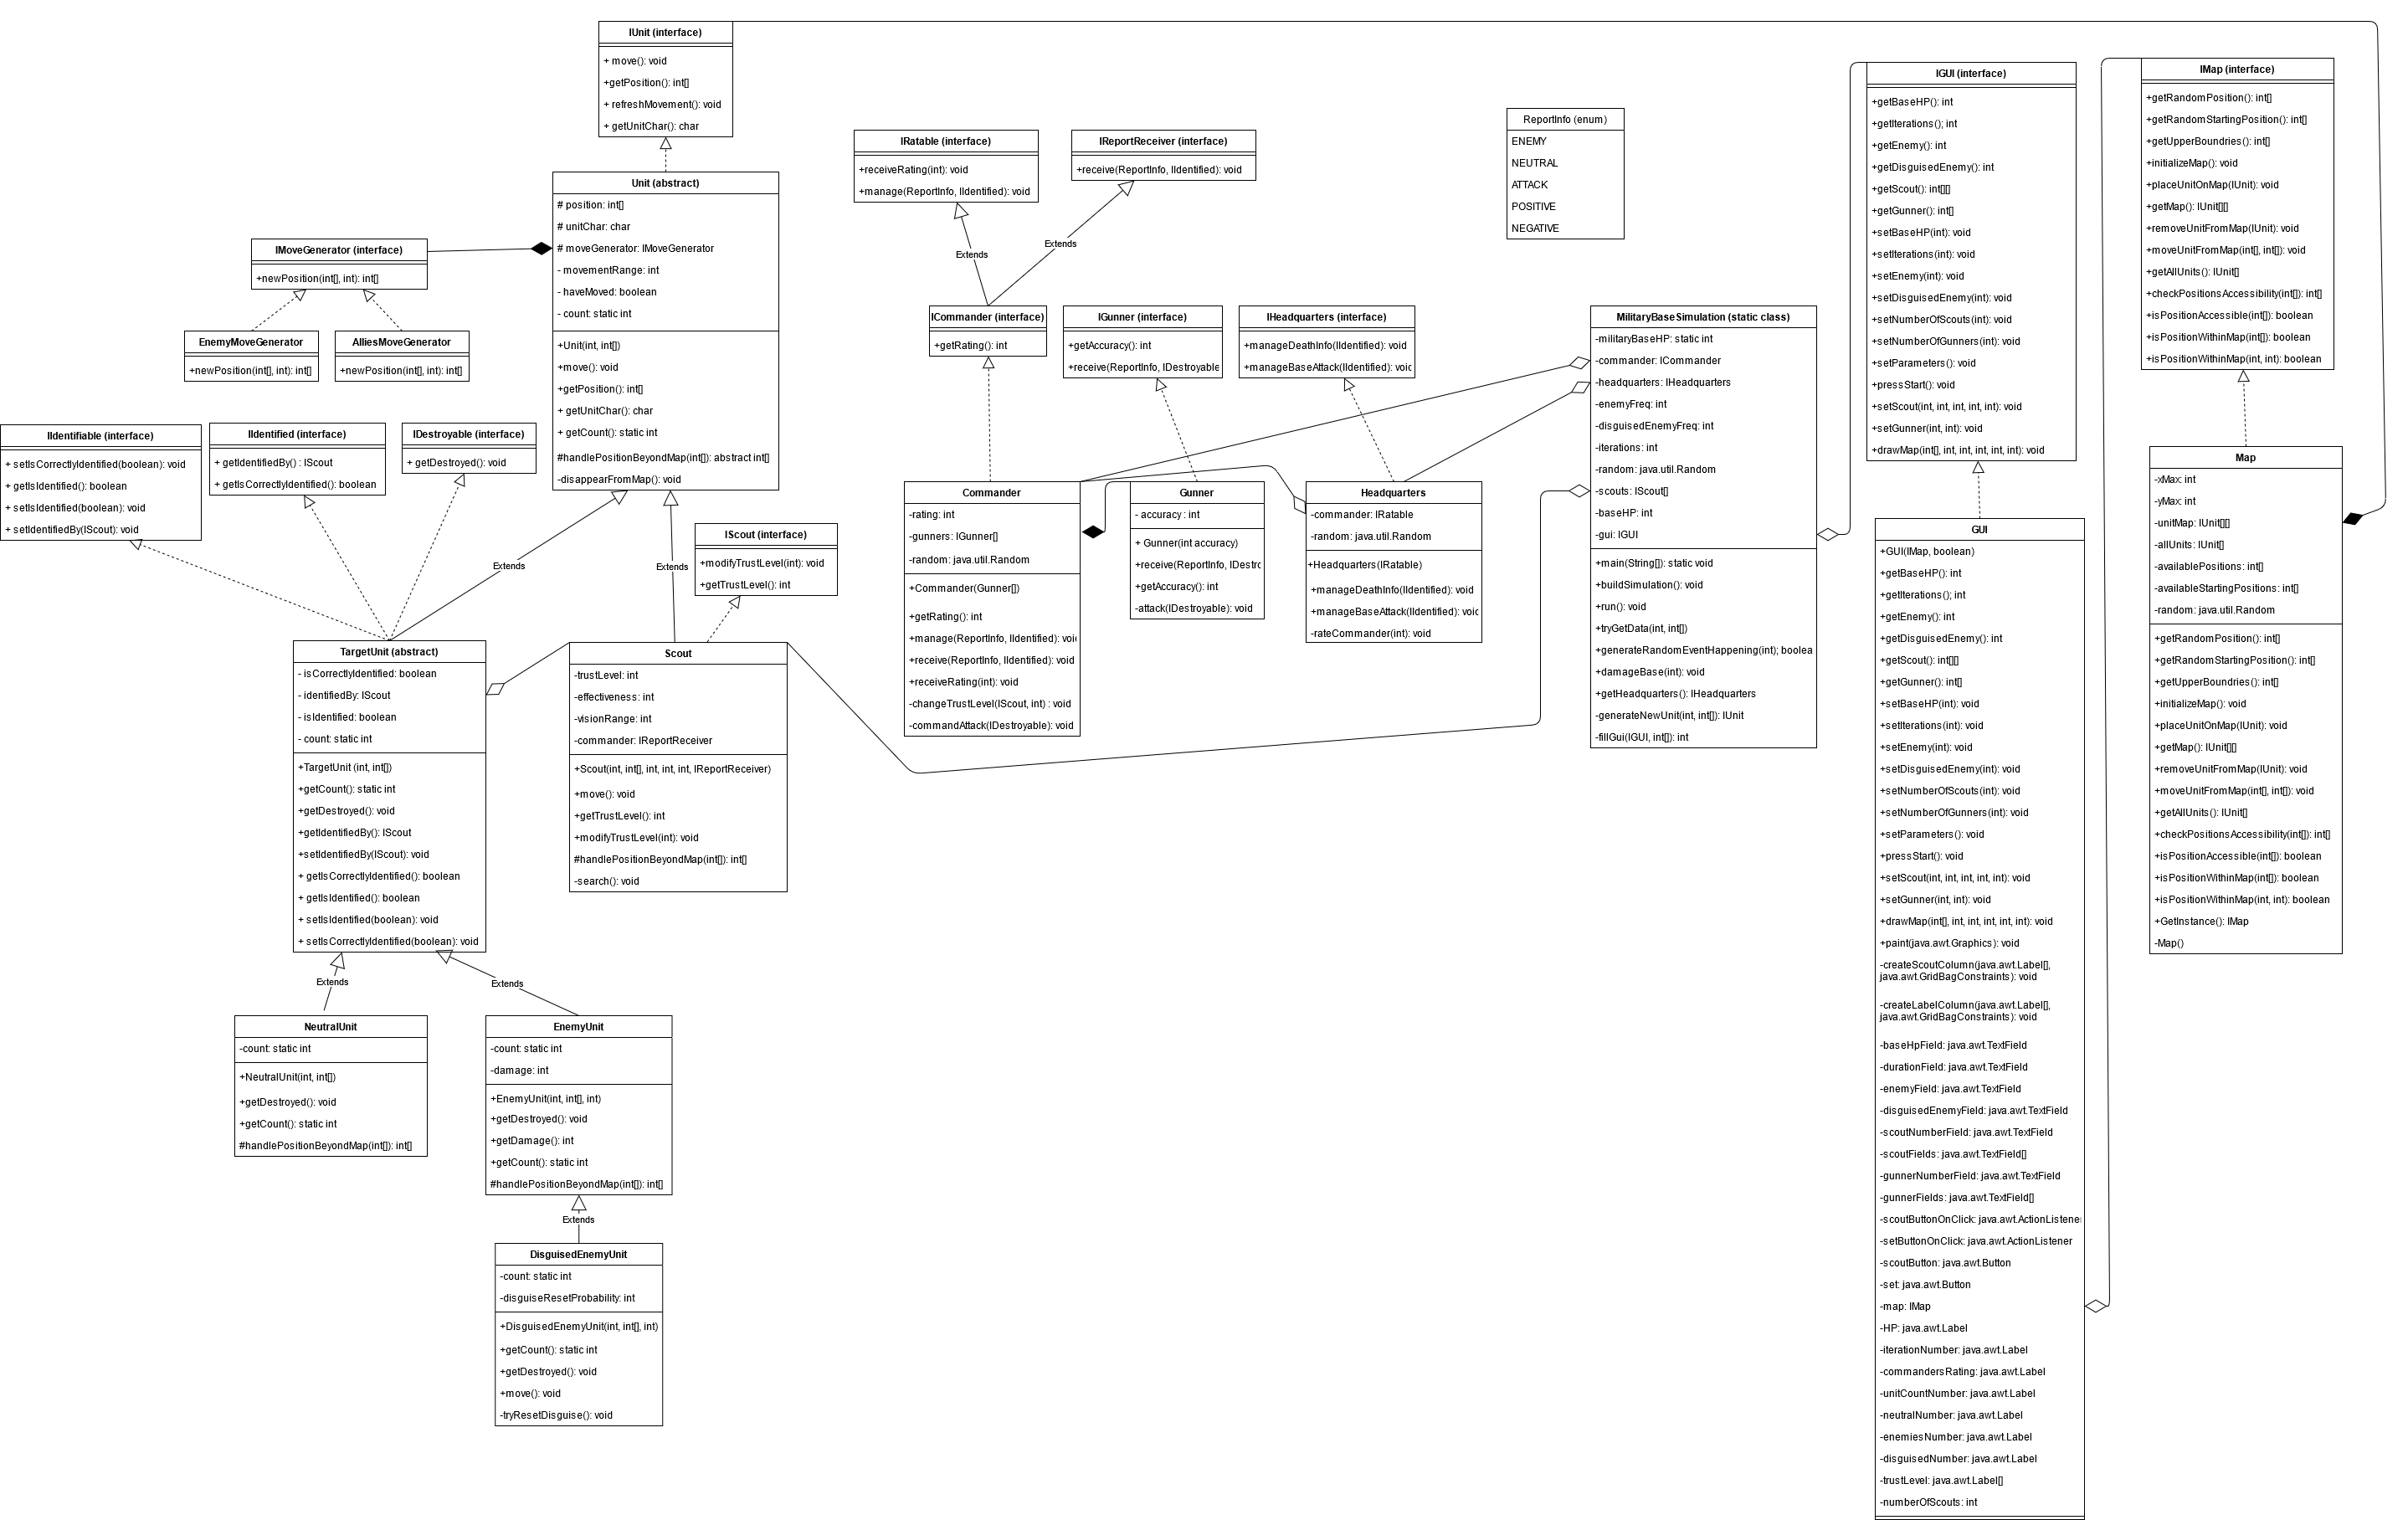 IUnit (interface)
+ move(): void
+getPosition(): int[]
+ refreshMovement(): void
+ getUnitChar(): char
Unit (abstract)
# position: int[]
# unitChar: char
# moveGenerator: IMoveGenerator
- movementRange: int
- haveMoved: boolean
- count: static int
+Unit(int, int[])
+move(): void
+getPosition(): int[]
+ getUnitChar(): char
+ getCount(): static int
#handlePositionBeyondMap(int[]): abstract int[]
-disappearFromMap(): void
IMoveGenerator (interface)
+newPosition(int[], int): int[]
EnemyMoveGenerator
+newPosition(int[], int): int[]
AlliesMoveGenerator
+newPosition(int[], int): int[]
IIdentifiable (interface)
+ setIsCorrectlyIdentified(boolean): void
+ getIsIdentified(): boolean
+ setIsIdentified(boolean): void
+ setIdentifiedBy(IScout): void
IIdentified (interface)
+ getIdentifiedBy() : IScout
+ getIsCorrectlyIdentified(): boolean
IDestroyable (interface)
+ getDestroyed(): void
Extends
Extends
IScout (interface)
+modifyTrustLevel(int): void
+getTrustLevel(): int
TargetUnit (abstract)
- isCorrectlyIdentified: boolean
- identifiedBy: IScout
- isIdentified: boolean
- count: static int
+TargetUnit (int, int[])
+getCount(): static int
+getDestroyed(): void
+getIdentifiedBy(): IScout
+setIdentifiedBy(IScout): void
+ getIsCorrectlyIdentified(): boolean
+ getIsIdentified(): boolean
+ setIsIdentified(boolean): void
+ setIsCorrectlyIdentified(boolean): void
Scout
-trustLevel: int
-effectiveness: int
-visionRange: int
-commander: IReportReceiver
+Scout(int, int[], int, int, int, IReportReceiver)
+move(): void
+getTrustLevel(): int
+modifyTrustLevel(int): void
#handlePositionBeyondMap(int[]): int[]
-search(): void
Extends
Extends
NeutralUnit
-count: static int
+NeutralUnit(int, int[])
+getDestroyed(): void
+getCount(): static int
#handlePositionBeyondMap(int[]): int[]
EnemyUnit
-count: static int
-damage: int
+EnemyUnit(int, int[], int)
+getDestroyed(): void
+getDamage(): int
+getCount(): static int
#handlePositionBeyondMap(int[]): int[]
Extends
DisguisedEnemyUnit
-count: static int
-disguiseResetProbability: int
+DisguisedEnemyUnit(int, int[], int)
+getCount(): static int
+getDestroyed(): void
+move(): void
-tryResetDisguise(): void
IRatable (interface)
+receiveRating(int): void
+manage(ReportInfo, IIdentified): void
IReportReceiver (interface)
+receive(ReportInfo, IIdentified): void
Extends
Extends
ICommander (interface)
+getRating(): int
IGunner (interface)
+getAccuracy(): int
+receive(ReportInfo, IDestroyable
IHeadquarters (interface)
+manageDeathInfo(IIdentified): void
+manageBaseAttack(IIdentified): voic
Commander
-rating: int
-gunners: IGunner[]
-random: java.util.Random
+Commander(Gunner[])
+getRating(): int
+manage(ReportInfo, IIdentified): voi
+receive(ReportInfo, IIdentified): void
+receiveRating(int): void
-changeTrustLevel(IScout, int) : void
-commandAttack(IDestroyable): void
Gunner
- accuracy : int
+ Gunner(int accuracy)
+receive(ReportInfo, IDestrc
+getAccuracy(): int
-attack(IDestroyable): void
Headquarters
-commander: IRatable
-random: java.util.Random
+Headquarters(IRatable)
+manageDeathInfo(IIdentified): void
+manageBaseAttack(IIdentified): voic
-rateCommander(int): void
ReportInfo (enum)
ENEMY
NEUTRAL
ATTACK
POSITIVE
NEGATIVE
MilitaryBaseSimulation (static class)
-militaryBaseHP: static int
-commander: ICommander
-headquarters: IHeadquarters
-enemyFreq: int
-disguisedEnemyFreq: int
-iterations: int
-random: java.util.Random
-scouts: IScout[]
-baseHP: int
-gui: IGUI
+main(String[]): static void
+buildSimulation(): void
+run(): void
+tryGetData(int, int[])
+generateRandomEventHappening(int); boolea
+damageBase(int): void
+getHeadquarters(): IHeadquarters
-generateNewUnit(int, int[]): IUnit
-fillGui(IGUI, int[]): int
IGUI (interface)
+getBaseHP(): int
+getIterations(); int
+getEnemy(): int
+getDisguisedEnemy(): int
+getScout(): int[][]
+getGunner(): int[]
+setBaseHP(int): void
+setIterations(int): void
+setEnemy(int): void
+setDisguisedEnemy(int): void
+setNumberOfScouts(int): void
+setNumberOfGunners(int): void
+setParameters(): void
+pressStart(): void
+setScout(int, int, int, int, int): void
+setGunner(int, int): void
+drawMap(int[], int, int, int, int, int): void
GUI
+GUI(IMap, boolean)
+getBaseHP(): int
+getIterations(); int
+getEnemy(): int
+getDisguisedEnemy(): int
+getScout(): int[][]
+getGunner(): int[]
+setBaseHP(int): void
+setIterations(int): void
+setEnemy(int): void
+setDisguisedEnemy(int): void
+setNumberOfScouts(int): void
+setNumberOfGunners(int): void
+setParameters(): void
+pressStart(): void
+setScout(int, int, int, int, int): void
+setGunner(int, int): void
+drawMap(int[], int, int, int, int, int): void
+paint(java.awt.Graphics): void
-createScoutColumn(java.awt.Label[],
java.awt.GridBagConstraints): void
-createLabelColumn(java.awt.Label[],
java.awt.GridBagConstraints): void
-baseHpField: java.awt.TextField
-durationField: java.awt.TextField
-enemyField: java.awt.TextField
-disguisedEnemyField: java.awt.TextField
-scoutNumberField: java.awt.TextField
-scoutFields: java.awt.TextField[]
-gunnerNumberField: java.awt.TextField
-gunnerFields: java.awt.TextField[]
-scoutButtonOnClick: java.awt.ActionListene
-setButtonOnClick: java.awt.ActionListener
-scoutButton: java.awt.Button
-set: java.awt.Button
-map: IMap
-HP: java.awt.Label
-iterationNumber: java.awt.Label
-commandersRating: java.awt.Label
-unitCountNumber: java.awt.Label
-neutralNumber: java.awt.Label
-enemiesNumber: java.awt.Label
-disguisedNumber: java.awt.Label
-trustLevel: java.awt.Label[]
-numberOfScouts: int
IMap (interface)
+getRandomPosition(): int[]
+getRandomStartingPosition(): int[]
+getUpperBoundries(): int[]
+initializeMap(): void
+placeUnitOnMap(IUnit): void
+getMap(): IUnit[][]
+removeUnitFromMap(IUnit): void
+moveUnitFromMap(int[], int[]): void
+getAllUnits(): IUnit[]
+checkPositionsAccessibility(int[]): int[]
+isPositionAccessible(int[]): boolean
+isPositionWithinMap(int[]): boolean
+isPositionWithinMap(int, int): boolean
Map
-xMax: int
-yMax: int
-unitMap: IUnit[][]
-allUnits: IUnit[]
-availablePositions: int[]
-availableStartingPositions: int[]
-random: java.util.Random
+getRandomPosition(): int[]
+getRandomStartingPosition(): int[]
+getUpperBoundries(): int[]
+initializeMap(): void
+placeUnitOnMap(IUnit): void
+getMap(): IUnit[][]
+removeUnitFromMap(IUnit): void
+moveUnitFromMap(int[], int[]): void
+getAllUnits(): IUnit[]
+checkPositionsAccessibility(int[]): int[]
+isPositionAccessible(int[]): boolean
+isPositionWithinMap(int[]): boolean
+isPositionWithinMap(int, int): boolean
+GetInstance(): IMap
-Map()